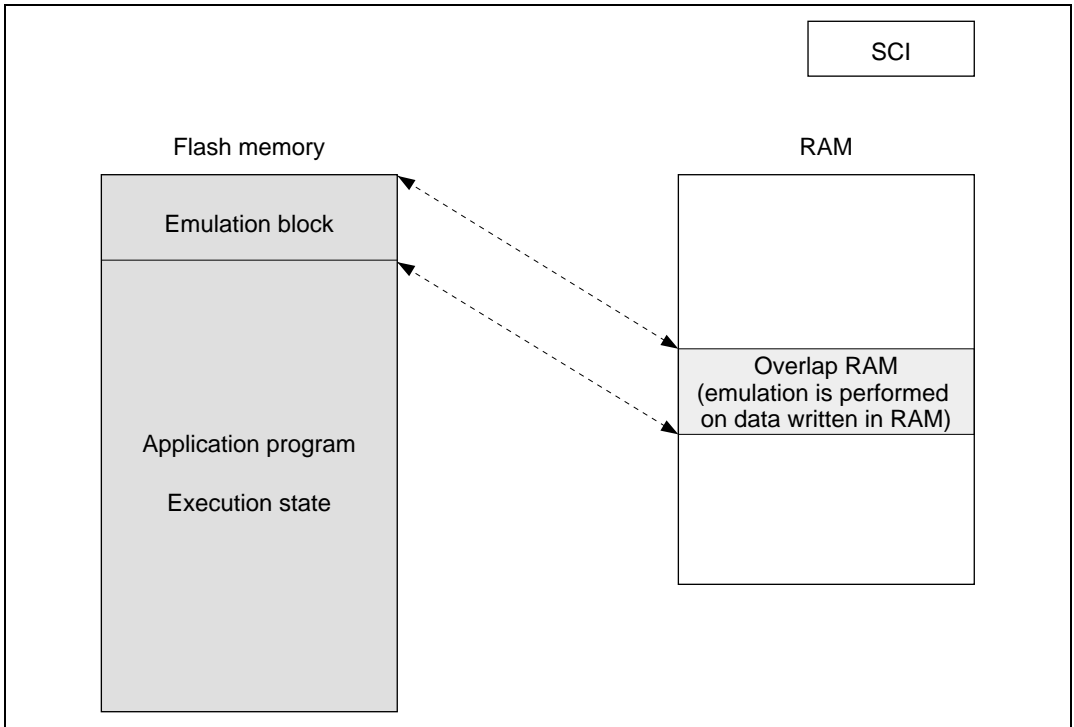 SCI
Flash memory
RAM
Emulation block
Overlap RAM
(emulation is performed
on data written in RAM)
Application program
Execution state